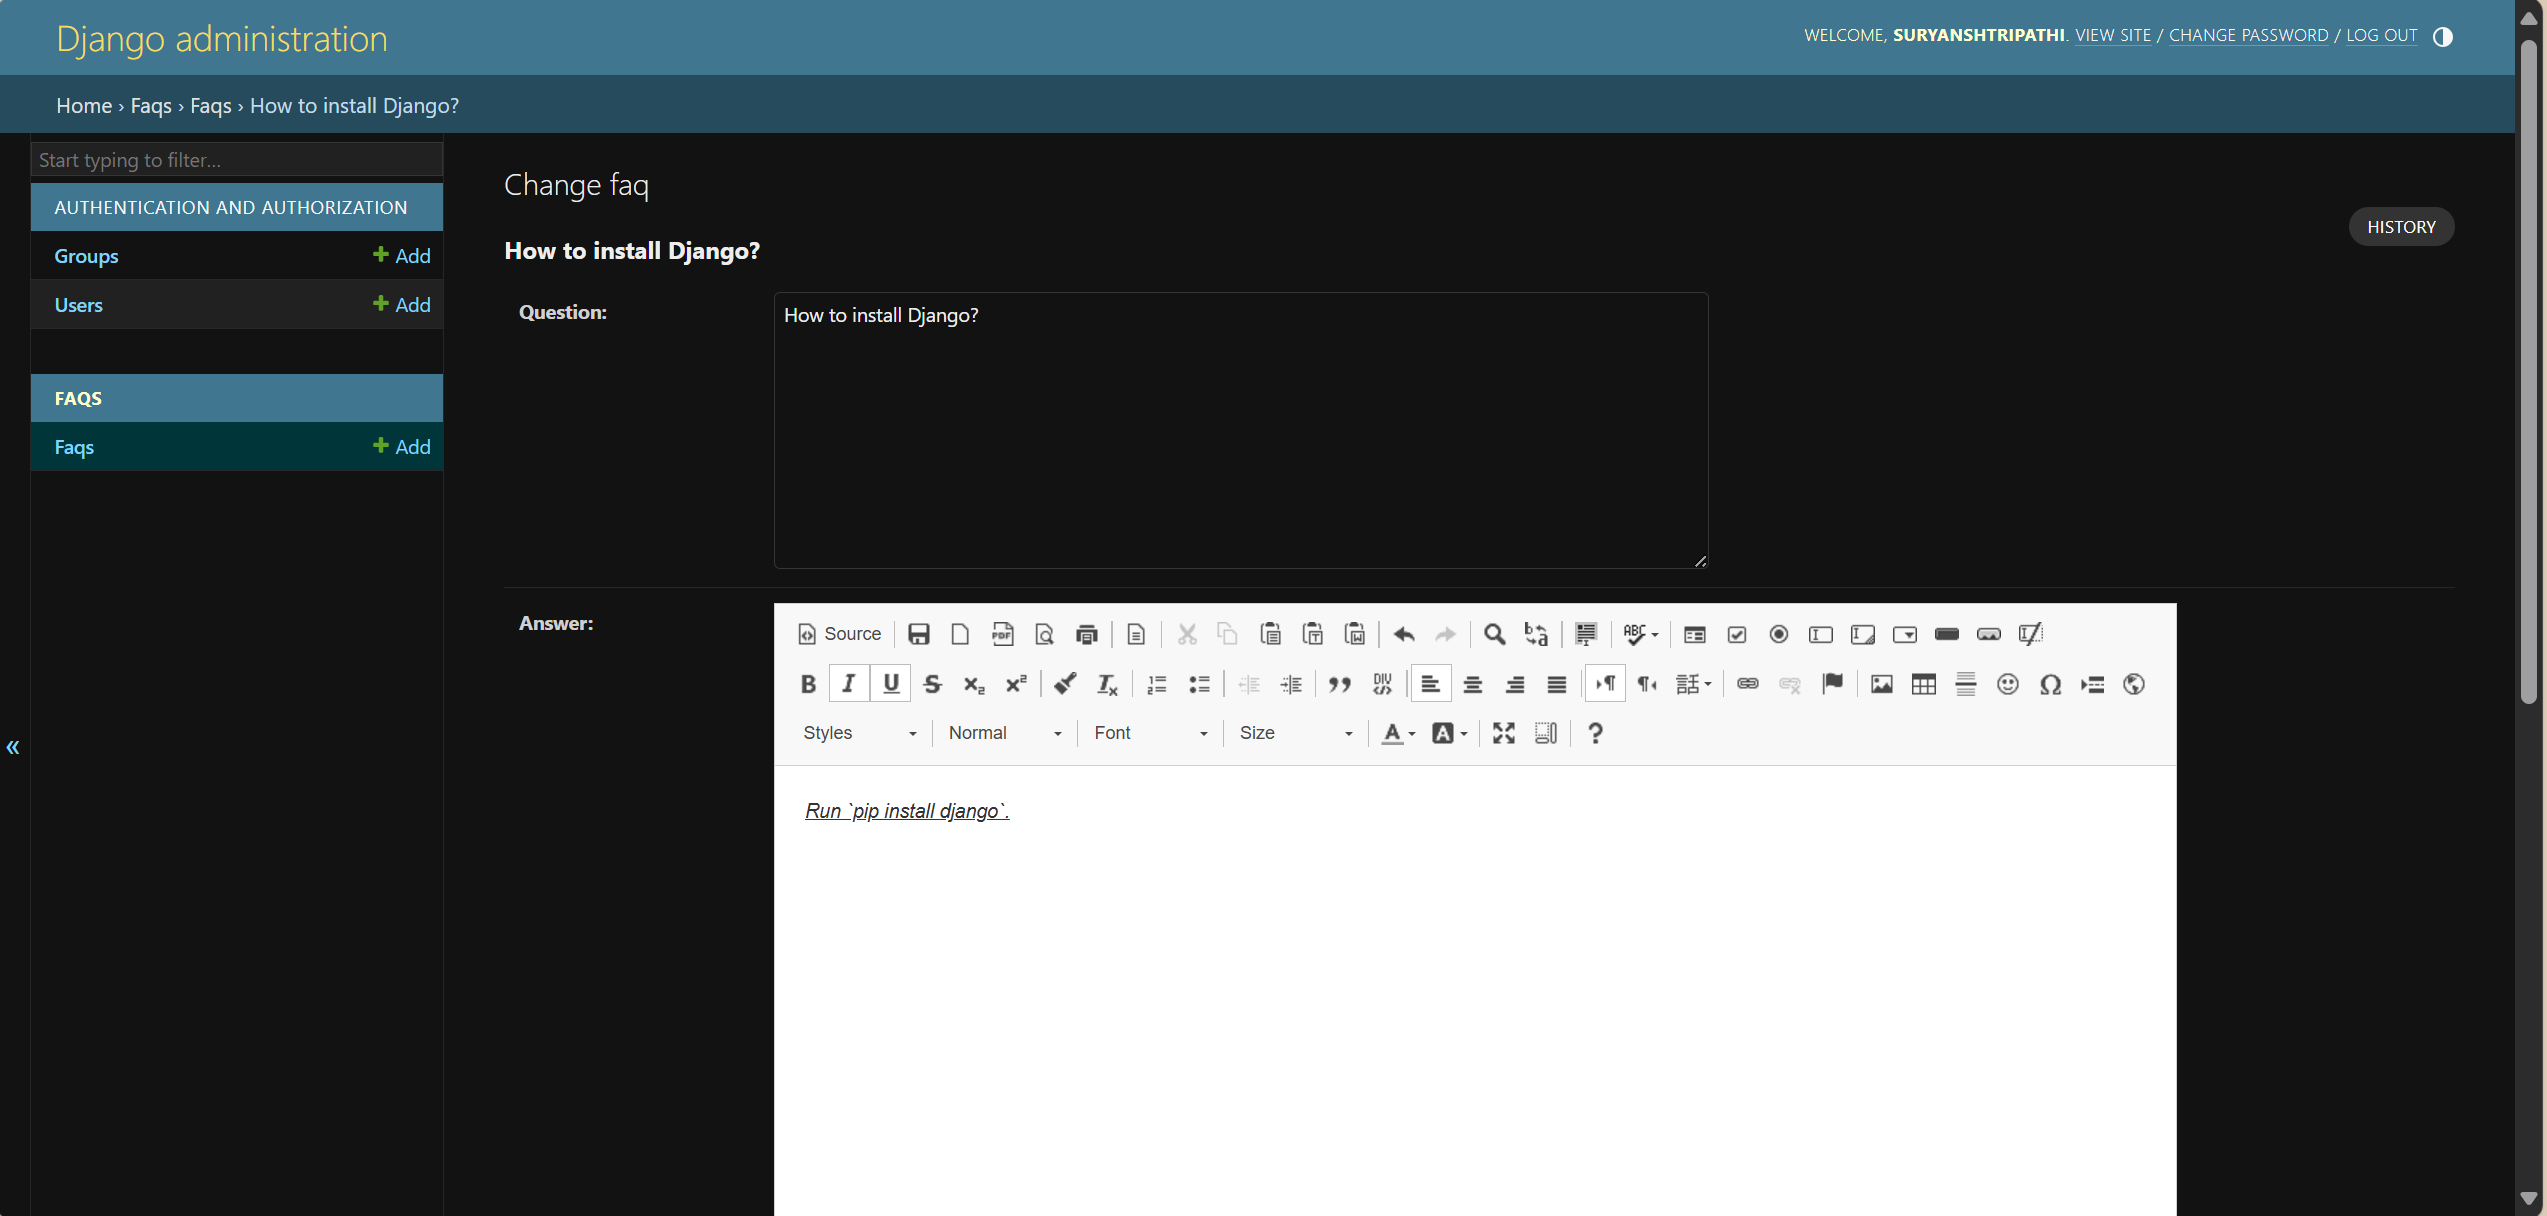 Django administration
WELCOME, SURYANSHTRIPATHI. VIEW SITE / CHANGE PASSWORD / LOG OUT
Home › Faqs › Faqs › How to install Django?
Start typing to filter...
AUTHENTICATION AND AUTHORIZATION
Groups
Add
Users
Add
FAQS
Faqs
Add
Change faq
HISTORY
How to install Django?
Question:
How to install Django?
Answer:
Source
Styles
Normal
Font
Size
Run `pip install django`.